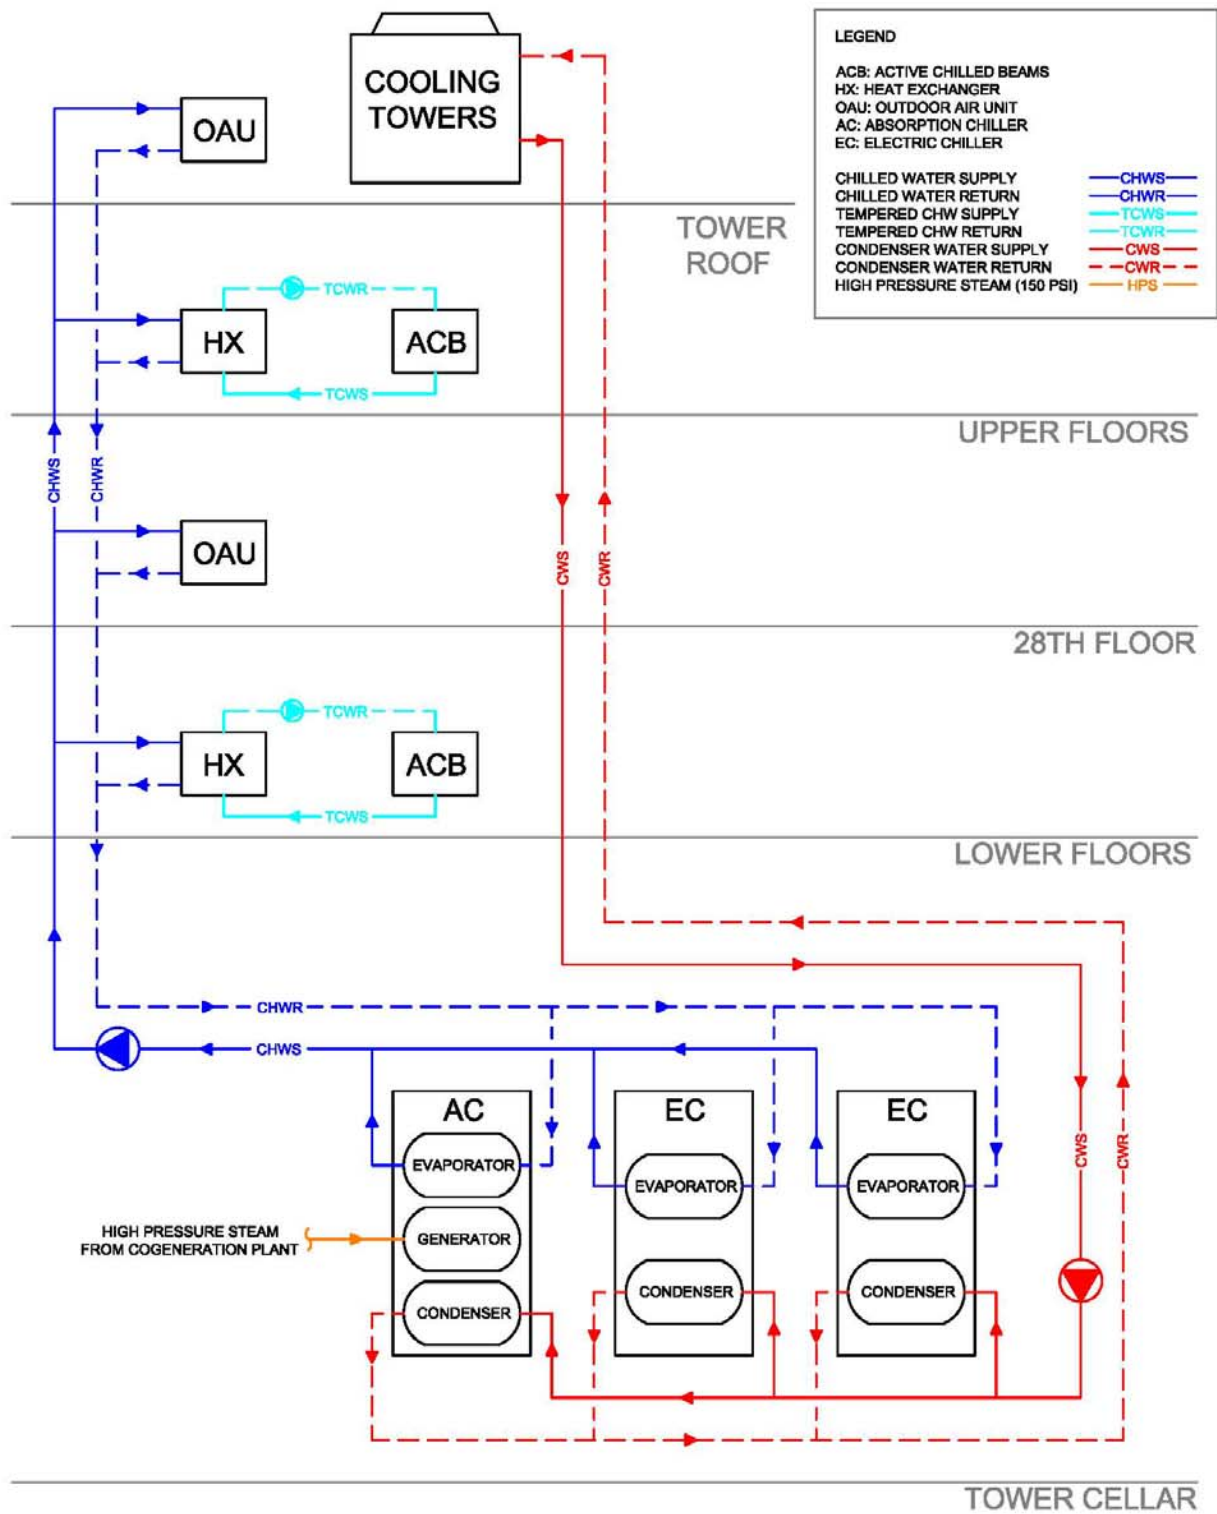 COOLING
TOWERS
OAU
LEGEND
ACB: ACTIVE CHILLED BEAMS
HX: HEAT EXCHANGER
OAU: OUTDOOR AIR UNIT
AC: ABSORPTION CHILLER
EC: ELECTRIC CHILLER
CHILLED WATER SUPPLY CHWS
CHILLED WATER RETURN CHWR
TEMPERED CHW SUPPLY TCWS
TEMPERED CHW RETURN TCWR
CONDENSER WATER SUPPLY CWS
CONDENSER WATER RETURN CWR
HIGH PRESSURE STEAM (150 PSI) HPS
TOWER
ROOF
TCWR
HX
ACB
TCWS
UPPER FLOORS
CHWS
CHWR
OAU
CWS
CWR
28TH FLOOR
TCWR
HX
ACB
TCWS
LOWER FLOORS
CHWR
CHWS
AC
EC
EC
EVAPORATOR
EVAPORATOR
EVAPORATOR
CWS
CWR
HIGH PRESSURE STEAM
FROM COGENERATION PLANT
GENERATOR
CONDENSER
CONDENSER
CONDENSER
TOWER CELLAR